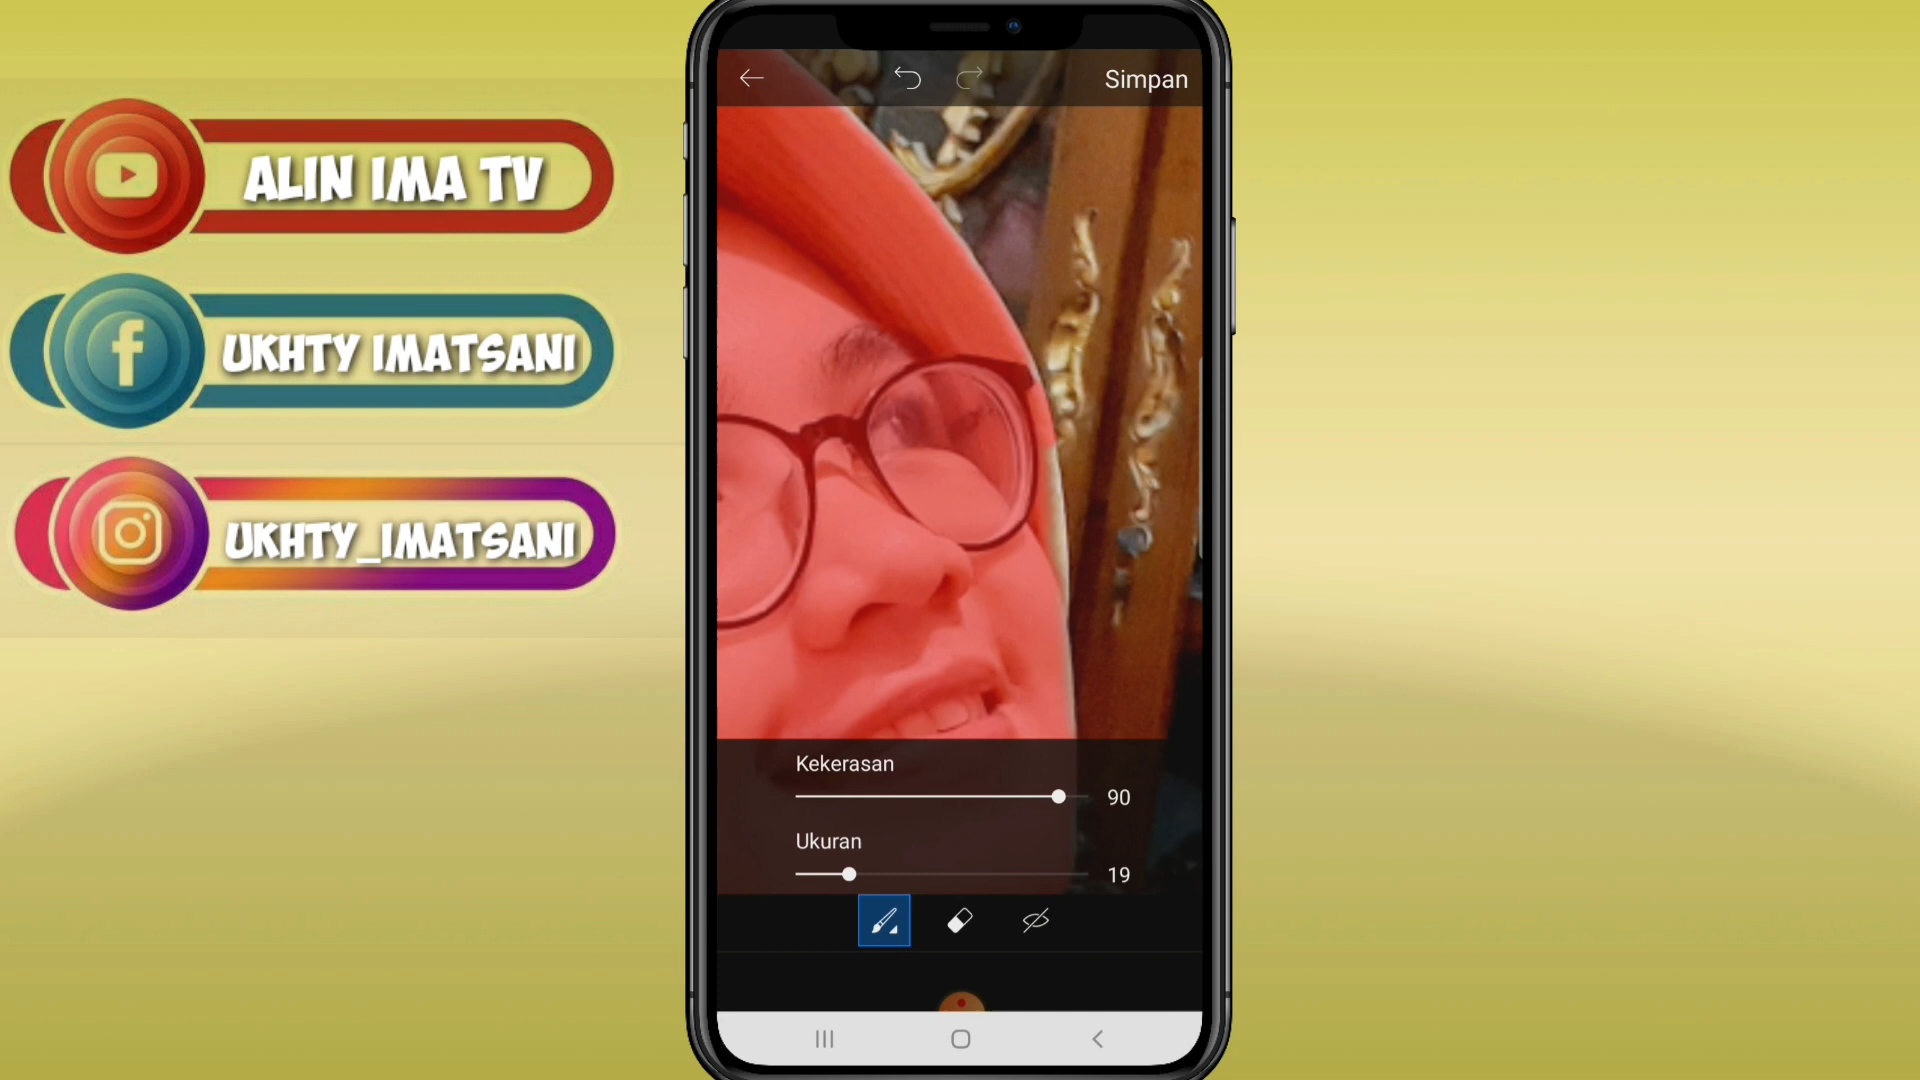 ALIN IMA TV
UKHTY IMATSANI
UKHTY_IMATSANI
Simpan
Kekerasan
90
Ukuran
19